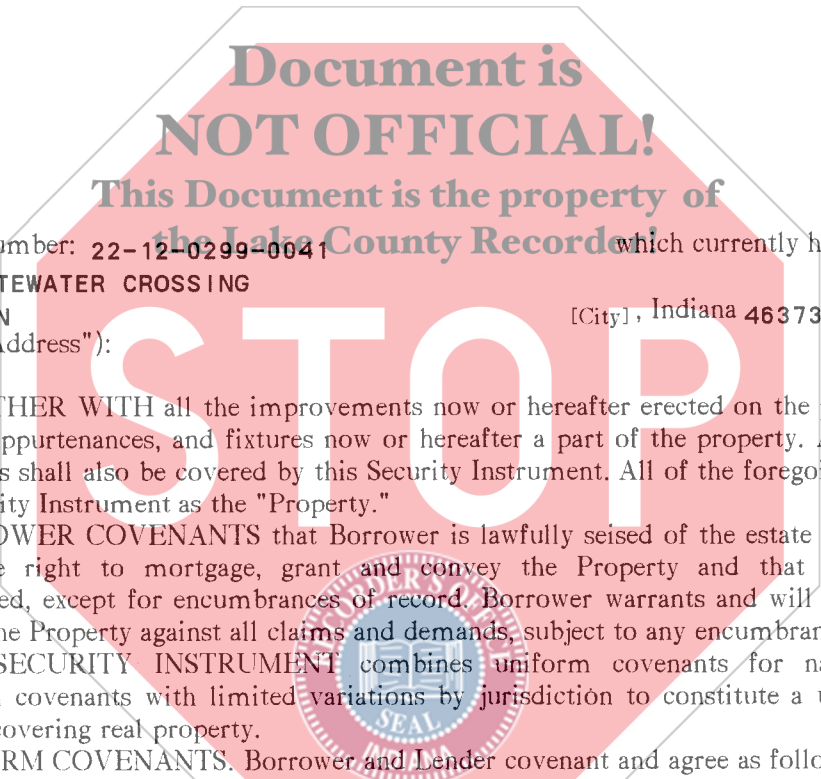 Document is
NOT OFFICIAL!
This Document is the property of
the Lake County Recorder!
umber: 22-12-0299-0041 which currently h
TEWATER CROSSING
N [City], Indiana 46373
ddress"):
STOP
THER WITH all the improvements now or hereafter erected on the
ppurtenances, and fixtures now or hereafter a part of the property. A
s shall also be covered by this Security Instrument. All of the foregoi
ity Instrument as the "Property."
OWER COVENANTS that Borrower is lawfully seised of the estate
e right to mortgage, grant and convey the Property and that
ed, except for encumbrances of record. Borrower warrants and will
he Property against all claims and demands, subject to any encumbran
SECURITY INSTRUMENT combines uniform covenants for na
covenants with limited variations by jurisdiction to constitute a u
covering real property.
RM COVENANTS. Borrower and Lender covenant and agree as follo
RECORDER'S OFFICE
SEAL
INDIANA